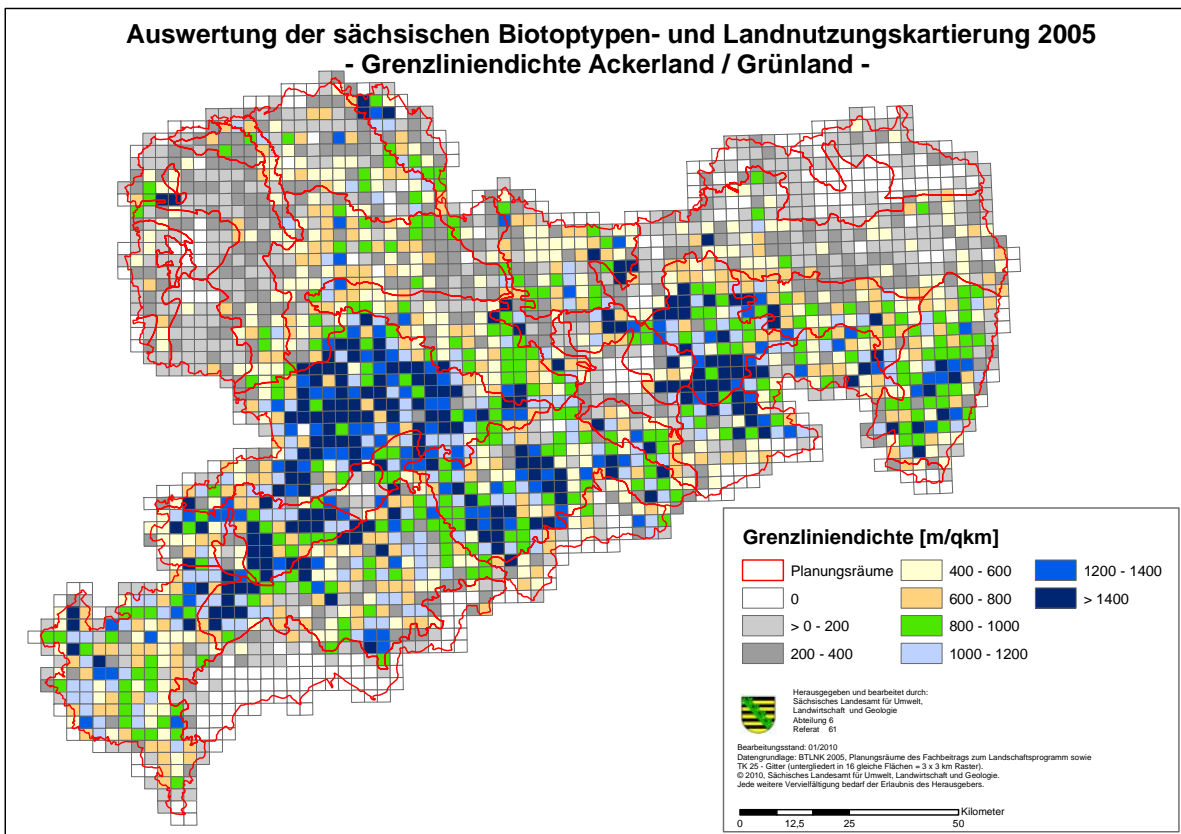 Auswertung der sächsischen Biotoptypen- und Landnutzungskartierung 2005
- Grenzliniendichte Ackerland / Grünland -
Grenzliniendichte [m/qkm]
Planungsräume
0
> 0 - 200
200 - 400
400 - 600
600 - 800
800 - 1000
1000 - 1200
1200 - 1400
> 1400
Herausgegeben und bearbeitet durch:
Sächsisches Landesamt für Umwelt,
Landwirtschaft und Geologie
Abteilung 6
Referat 61
Bearbeitungsstand: 01/2010
Datengrundlage: BTLNK 2005, Planungsräume des Fachbeitrags zum Landschaftsprogramm sowie
TK 25 - Gitter (untergliedert in 16 gleiche Flächen = 3 x 3 km Raster).
© 2010, Sächisches Landesamt für Umwelt, Landwirtschaft und Geologie.
Jede weitere Vervielfältigung bedarf der Erlaubnis des Herausgebers.
Kilometer
0 12,5 25 50